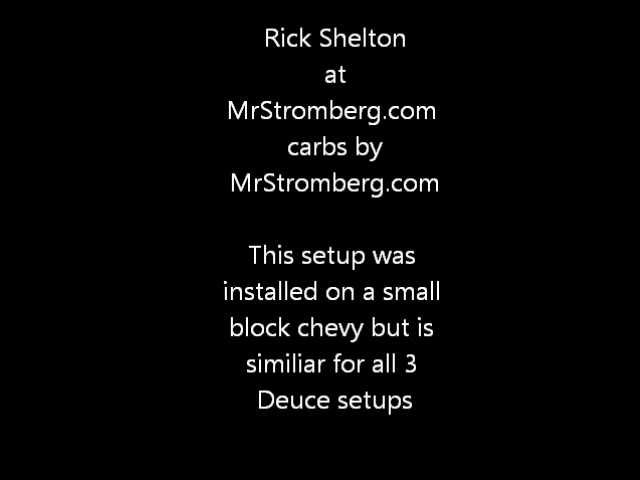 Rick Shelton
at
MrStromberg.com
carbs by
MrStromberg.com
This setup was
installed on a small
block chevy but is
similiar for all 3
Deuce setups